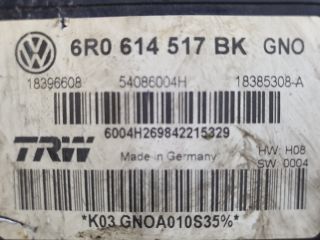 6R0 614 517 BK GNO
18396608 54086004H 18385308-A
6004H269842215329
TRW Made in Germany HW: H08
SW: 0004
*K03 GNOA010S35%*